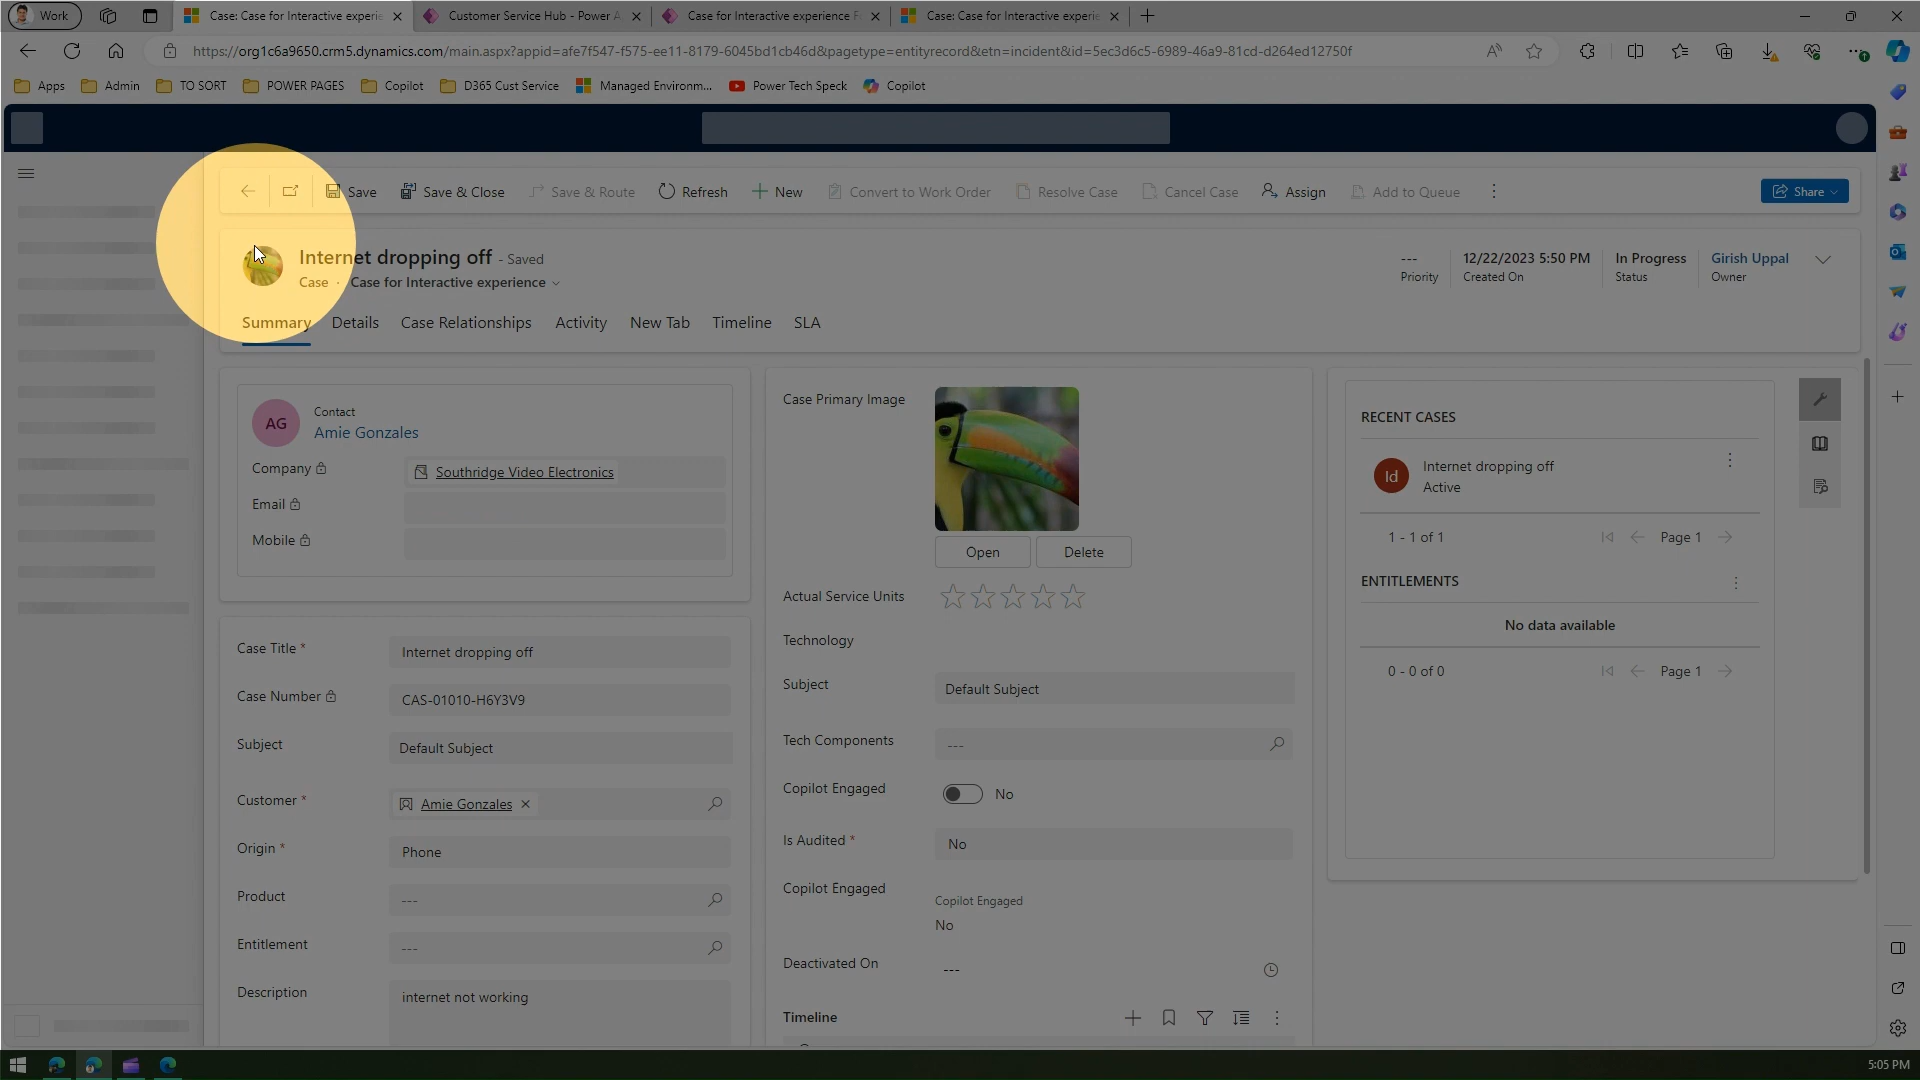 Work
Case: Case for Interactive experie
Customer Service Hub - Power A
Case for Interactive experience F
Case: Case for Interactive experie
https://org1c6a9650.crm5.dynamics.com/main.aspx?appid=afe7f547-f575-ee11-8179-6045bd1cb46d&pagetype=entityrecord&etn=incident&id=5ec3d6c5-6989-46a9-81cd-d264ed12750f
Apps
Admin
TO SORT
POWER PAGES
Copilot
D365 Cust Service
Managed Environm...
Power Tech Speck
Copilot
Save
Save & Close
Save & Route
Refresh
New
Convert to Work Order
Resolve Case
Cancel Case
Assign
Add to Queue
Share
Internet dropping off - Saved
Case · Case for Interactive experience
---
Priority
12/22/2023 5:50 PM
Created On
In Progress
Status
Girish Uppal
Owner
Summary
Details
Case Relationships
Activity
New Tab
Timeline
SLA
AG
Contact
Amie Gonzales
Company
Southridge Video Electronics
Email
Mobile
Case Title *
Internet dropping off
Case Number
CAS-01010-H6Y3V9
Subject
Default Subject
Customer *
Amie Gonzales
Origin *
Phone
Product
---
Entitlement
---
Description
internet not working
Case Primary Image
Open
Delete
Actual Service Units
Technology
Subject
Default Subject
Tech Components
---
Copilot Engaged
No
Is Audited *
No
Copilot Engaged
Copilot Engaged
No
Deactivated On
---
Timeline
RECENT CASES
Id
Internet dropping off
Active
1 - 1 of 1
Page 1
ENTITLEMENTS
No data available
0 - 0 of 0
Page 1
5:05 PM